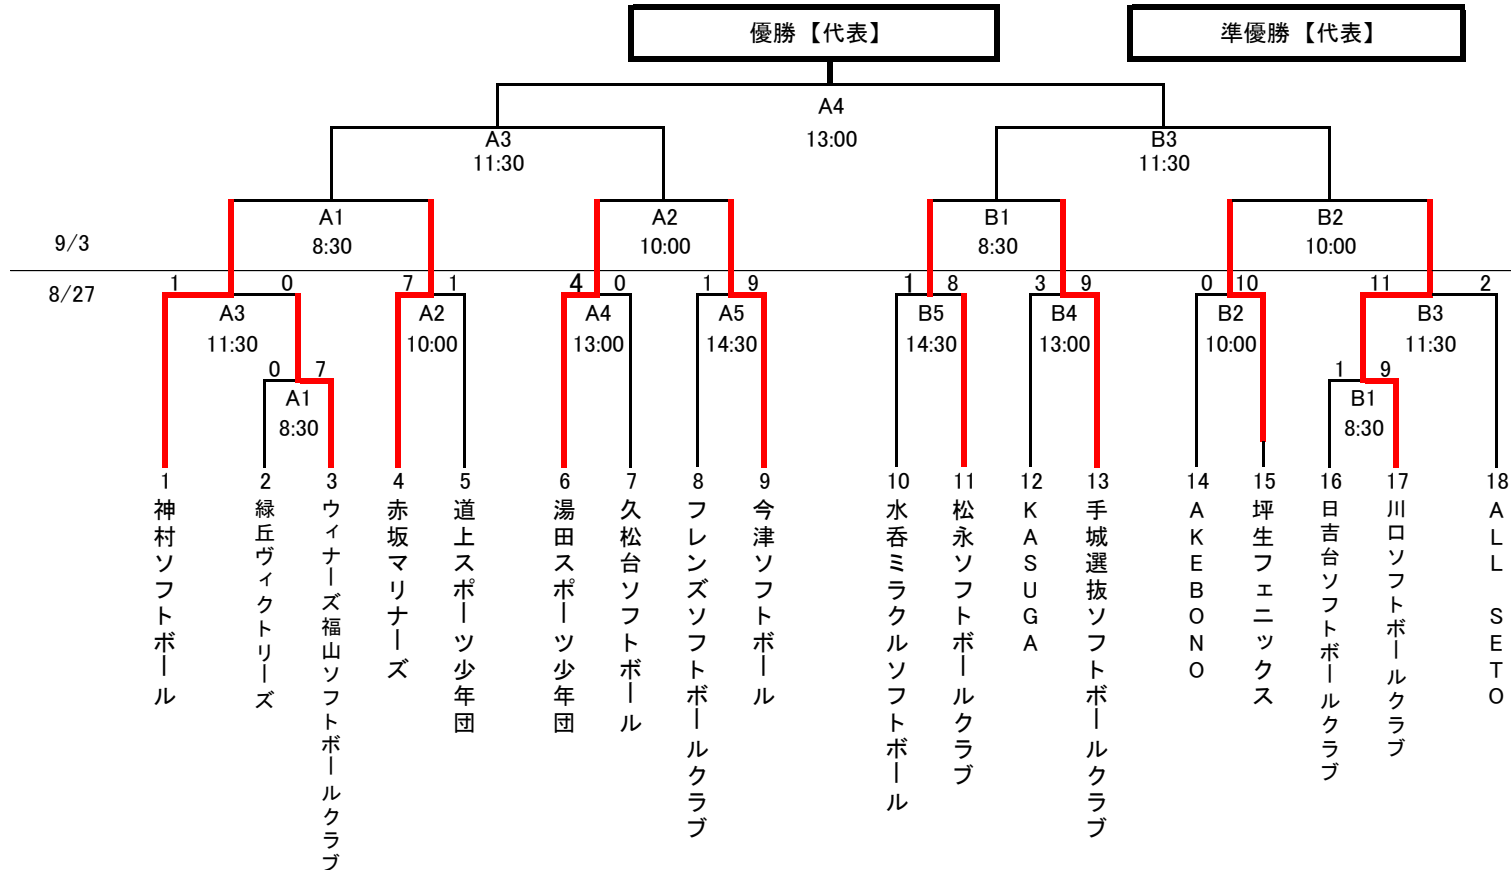 優勝【代表】
準優勝【代表】
A4
13:00
A3
11:30
B3
11:30
A1
8:30
A2
10:00
B1
8:30
B2
10:00
9/3
8/27
1
0
7
1
4
0
1
9
1
8
3
9
0
10
11
2
A3
11:30
A2
10:00
A4
13:00
A5
14:30
B5
14:30
B4
13:00
B2
10:00
B3
11:30
0
7
A1
8:30
1
9
B1
8:30
1
神村ソフトボール
2
緑丘ヴィクトリーズ
3
ウィナーズ福山ソフトボールクラブ
4
赤坂マリナーズ
5
道上スポーツ少年団
6
湯田スポーツ少年団
7
久松台ソフトボール
8
フレンズソフトボールクラブ
9
今津ソフトボール
10
水呑ミラクルソフトボール
11
松永ソフトボールクラブ
12
KASUGA
13
手城選抜ソフトボールクラブ
14
AKEBONO
15
坪生フェニックス
16
日吉台ソフトボールクラブ
17
川口ソフトボールクラブ
18
ALL SETO